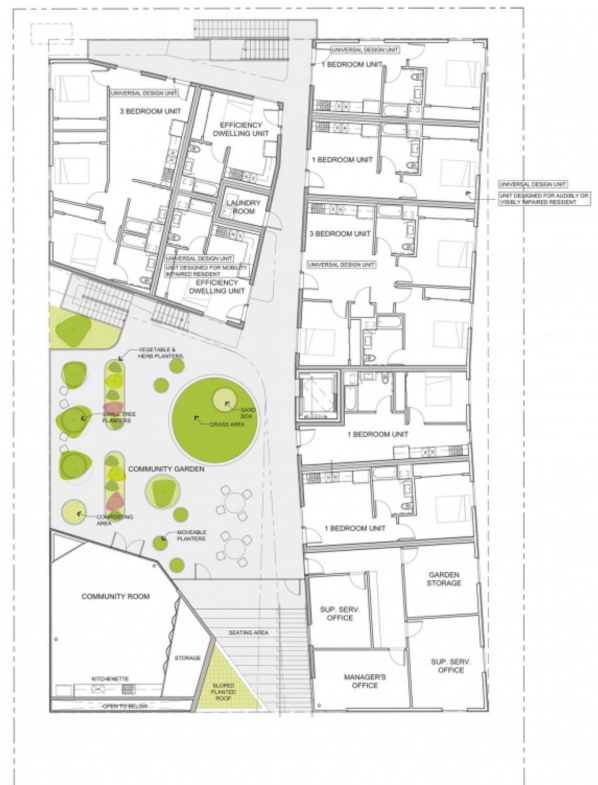 UNIVERSAL DESIGN UNIT
1 BEDROOM UNIT
UNIVERSAL DESIGN UNIT
3 BEDROOM UNIT
EFFICIENCY
DWELLING UNIT
1 BEDROOM UNIT
UNIVERSAL DESIGN UNIT
UNIT DESIGNED FOR AUDIBLY OR
VISIBLY IMPAIRED RESIDENT
LAUNDRY
ROOM
3 BEDROOM UNIT
UNIVERSAL DESIGN UNIT
UNIVERSAL DESIGN UNIT
UNIT DESIGNED FOR MOBILITY
IMPAIRED RESIDENT
EFFICIENCY
DWELLING UNIT
VEGETABLE &
HERB PLANTERS,
SAND
BOX
SMALL TREE
PLANTERS
GRASS AREA
1 BEDROOM UNIT
COMMUNITY GARDEN
COMPOSTING
AREA
MOVEABLE
PLANTERS
1 BEDROOM UNIT
GARDEN
STORAGE
COMMUNITY ROOM
SUP. SERV.
OFFICE
SEATING AREA
STORAGE
SUP. SERV.
OFFICE
KITCHENETTE
MANAGER'S
OFFICE
SLOPED
PLANTED
ROOF
OPEN TO BELOW